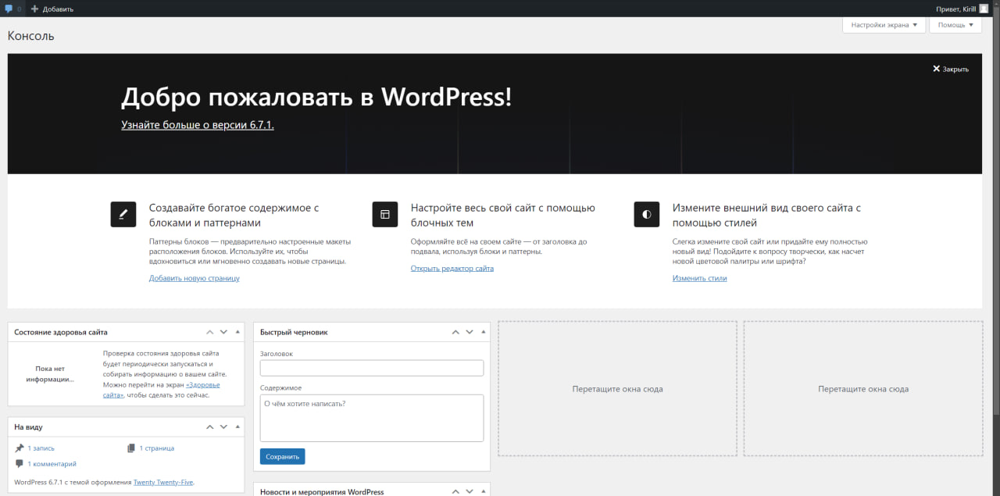 0 Добавить Привет, Kirill
Настройки экрана Помощь
Консоль
Закрыть
Добро пожаловать в WordPress!
Узнайте больше о версии 6.7.1.
Создавайте богатое содержимое с
блоками и паттернами
Паттерны блоков — предварительно настроенные макеты
расположения блоков. Используйте их, чтобы
вдохновиться или мгновенно создавать новые страницы.
Добавить новую страницу
Настройте весь свой сайт с помощью
блочных тем
Оформляйте всё на своем сайте — от заголовка до
подвала, используя блоки и паттерны.
Открыть редактор сайта
Измените внешний вид своего сайта с
помощью стилей
Слегка измените свой сайт или придайте ему полностью
новый вид! Подойдите к вопросу творчески, как насчет
новой цветовой палитры или шрифта?
Изменить стили
Состояние здоровья сайта
Пока нет
информации...
Проверка состояния здоровья сайта
будет периодически запускаться и
собирать информацию о вашем сайте.
Можно перейти на экран «Здоровье
сайта», чтобы сделать это сейчас.
На виду
1 запись
1 страница
1 комментарий
WordPress 6.7.1 с темой оформления Twenty Twenty-Five.
Быстрый черновик
Заголовок
Содержимое
О чём хотите написать?
Сохранить
Новости и мероприятия WordPress
Перетащите окна сюда
Перетащите окна сюда